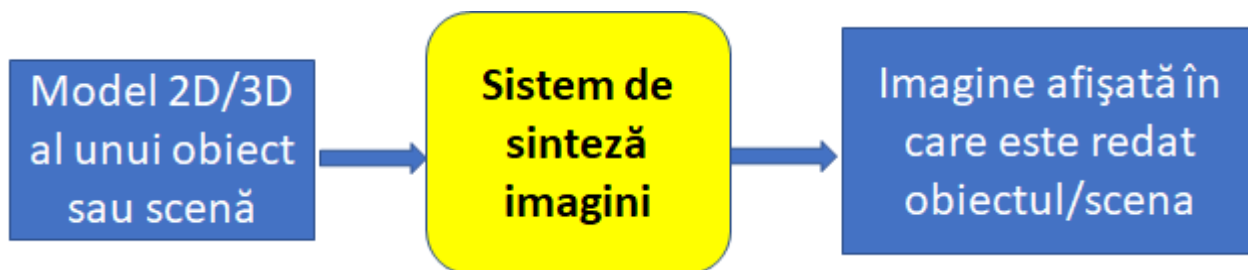 Model 2D/3D
al unui obiect
sau scenă
Sistem de
sinteză
imagini
Imagine afişată în
care este redat
obiectul/scena